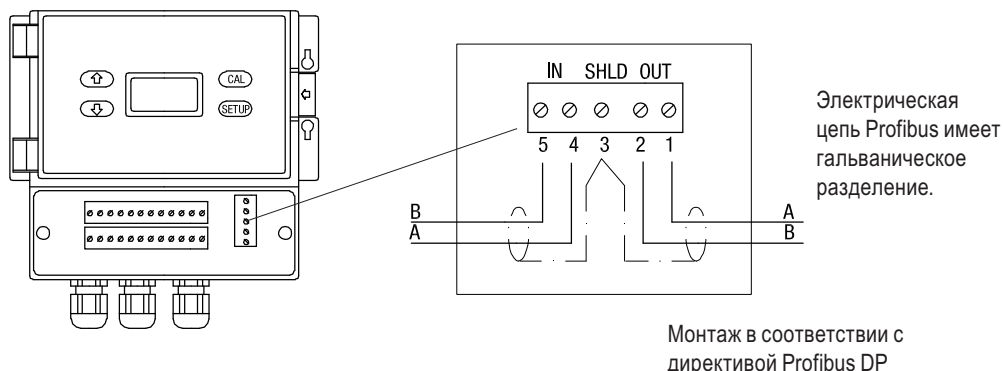 CAL
SETUP
IN SHLD OUT
5 4 3 2 1
B
A
A
B
Электрическая
цепь Profibus имеет
гальваническое
разделение.
Монтаж в соответствии с
директивой Profibus DP